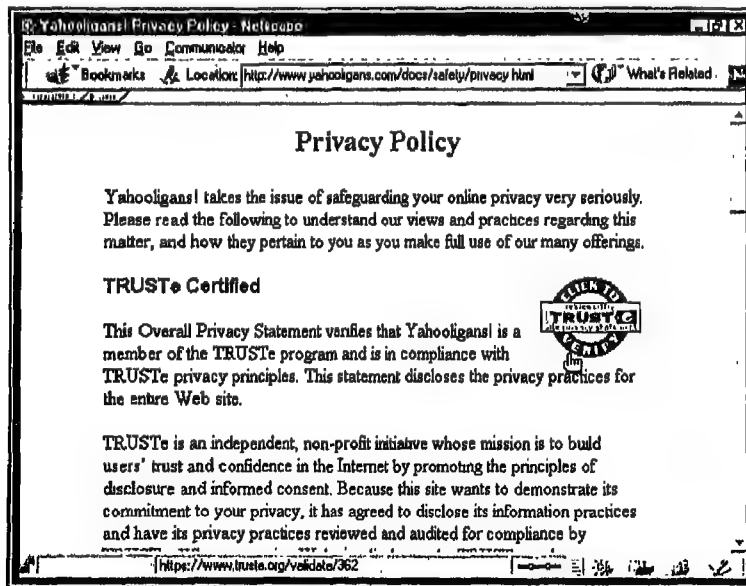 Yahooligans! Privacy Policy - Netscape
File Edit View Go Communicator Help
Bookmarks Location: http://www.yahooligans.com/docs/safety/privacy html What's Related
Privacy Policy
Yahooligans! takes the issue of safeguarding your online privacy very seriously.
Please read the following to understand our views and practices regarding this
matter, and how they pertain to you as you make full use of our many offerings.
TRUSTe Certified
CLICK TO
TRUSTe
VERIFY
This Overall Privacy Statement verifies that Yahooligans! is a
member of the TRUSTe program and is in compliance with
TRUSTe privacy principles. This statement discloses the privacy practices for
the entire Web site.
TRUSTe is an independent, non-profit initiative whose mission is to build
users' trust and confidence in the Internet by promoting the principles of
disclosure and informed consent. Because this site wants to demonstrate its
commitment to your privacy, it has agreed to disclose its information practices
and have its privacy practices reviewed and audited for compliance by
https://www.truste.org/validate/362